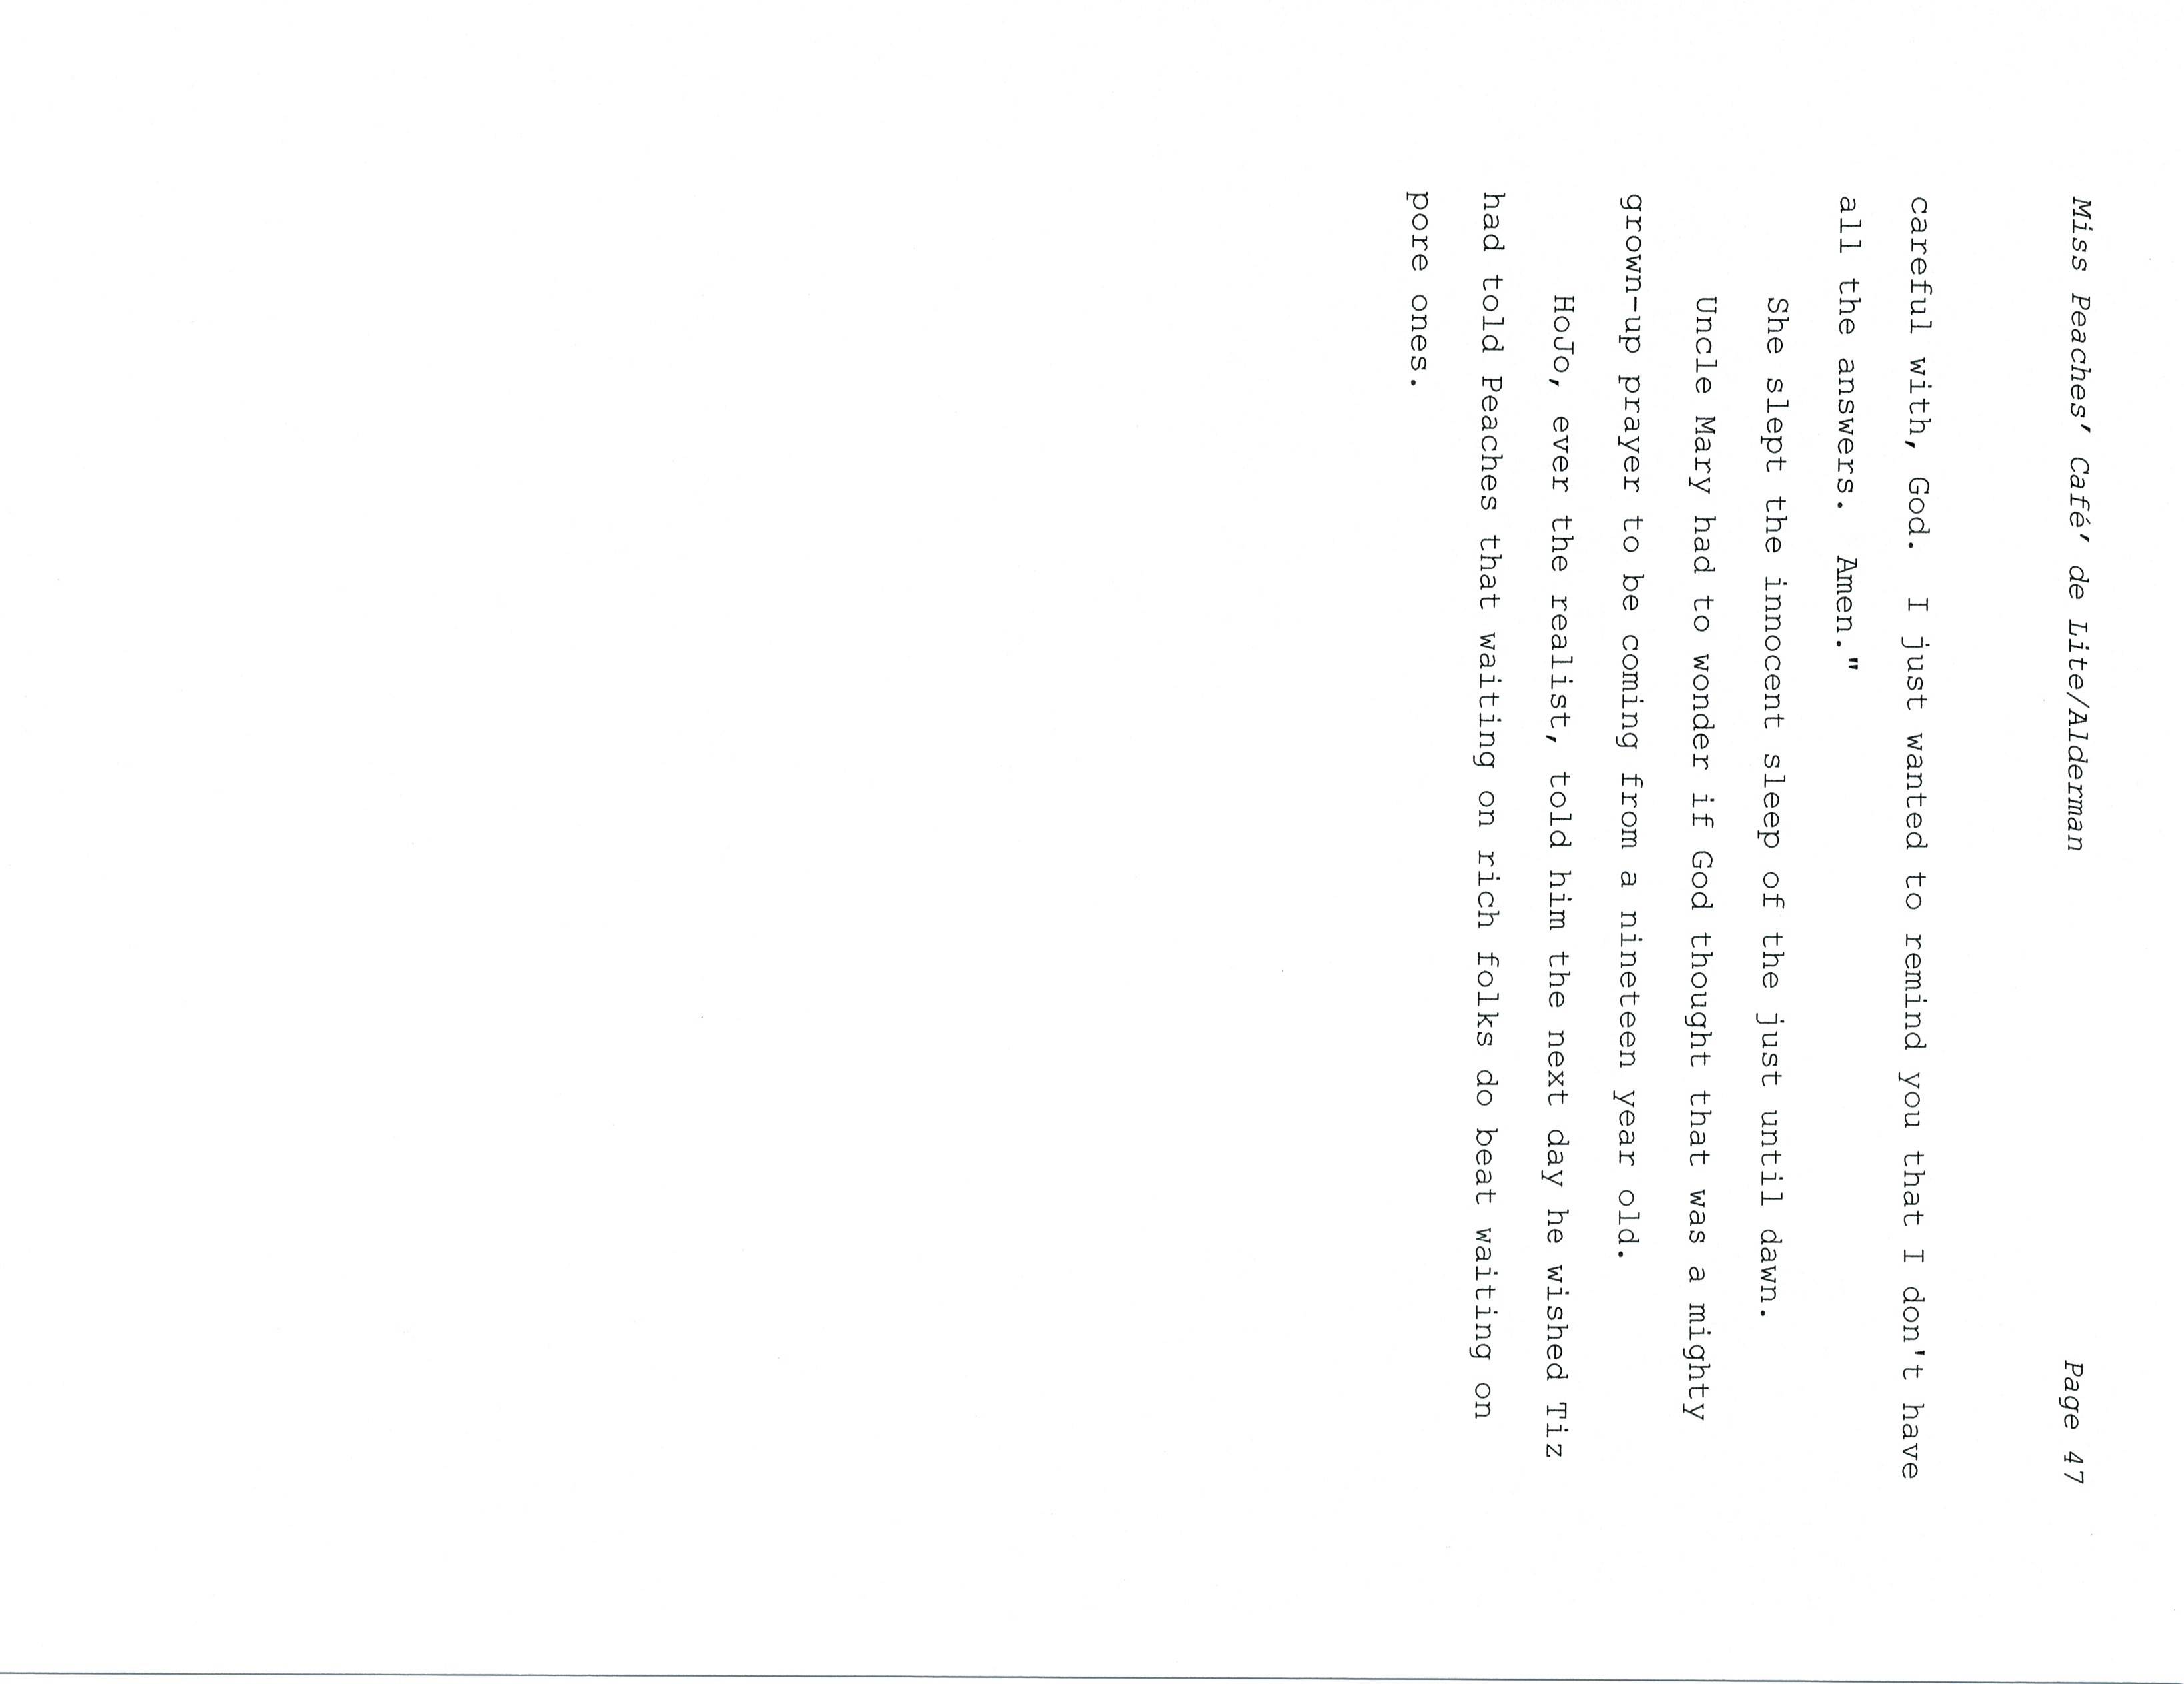 Miss Peaches' Café' de Lite/Alderman Page 47
careful with, God.  I just wanted to remind you that I don't have
all the answers.  Amen."
She slept the innocent sleep of the just until dawn.
Uncle Mary had to wonder if God thought that was a mighty
grown-up prayer to be coming from a nineteen year old.
HoJo, ever the realist, told him the next day he wished Tiz
had told Peaches that waiting on rich folks do beat waiting on
pore ones.